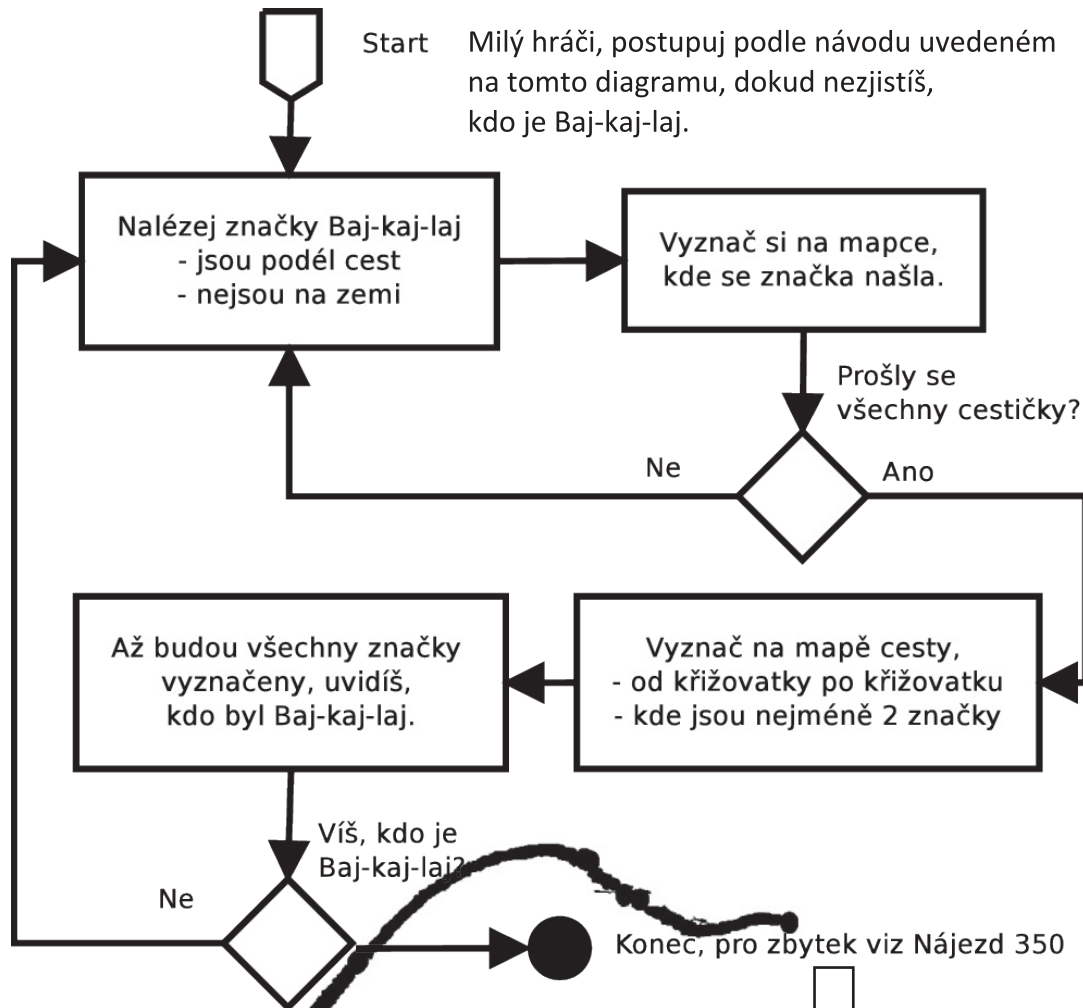 Start
Milý hráči, postupuj podle návodu uvedeném
na tomto diagramu, dokud nezjistíš,
kdo je Baj-kaj-laj.
Nalézej značky Baj-kaj-laj
- jsou podél cest
- nejsou na zemi
Vyznač si na mapce,
kde se značka našla.
Prošly se
všechny cestičky?
Ne
Ano
Vyznač na mapě cesty,
- od křižovatky po křižovatku
- kde jsou nejméně 2 značky
Až budou všechny značky
vyznačeny, uvidíš,
kdo byl Baj-kaj-laj.
Víš, kdo je
Baj-kaj-laj?
Ne
Konec, pro zbytek viz Nájezd 350